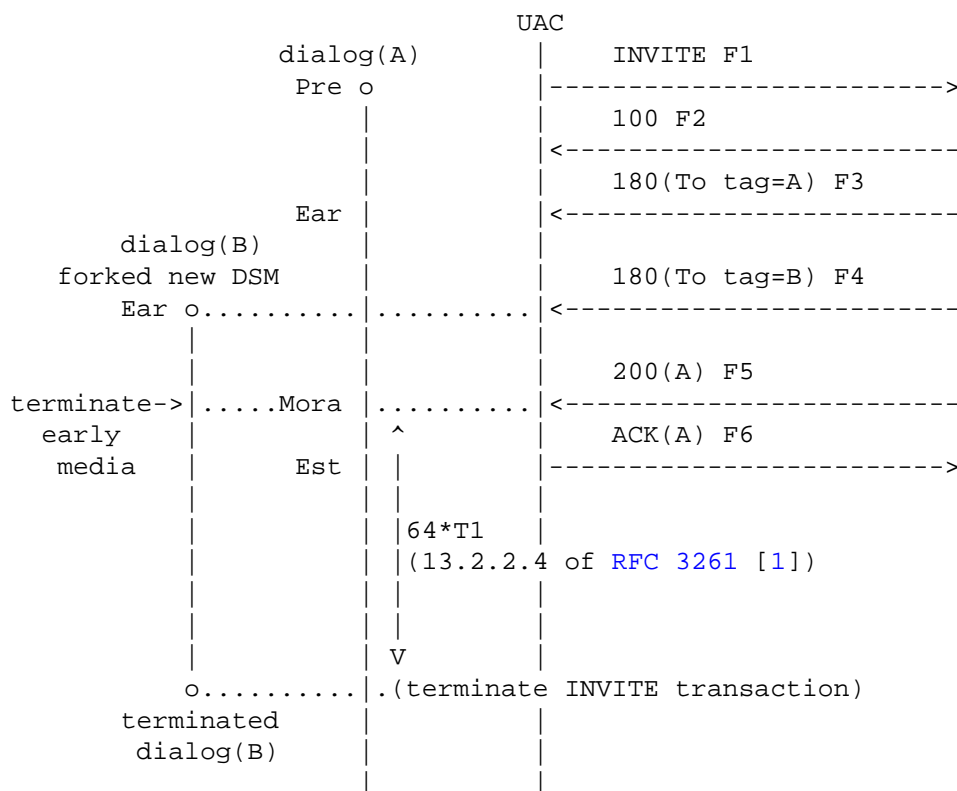 UAC
dialog(A) | INVITE F1
Pre o |------------------------->
| | 100 F2
| |<--------------------------
| | 180(To tag=A) F3
Ear | |<--------------------------
dialog(B) | |
forked new DSM | | 180(To tag=B) F4
Ear o..........|..........|<--------------------------
| | |
| | | 200(A) F5
terminate->|.....Mora |..........|<--------------------------
early | ^ | ACK(A) F6
media | Est | | |------------------------->
| | | |
| | |64*T1 |
| | |(13.2.2.4 of RFC 3261 [1])
| | | |
| | | |
| | V |
o..........|.(terminate INVITE transaction)
terminated | |
dialog(B) | |
| |